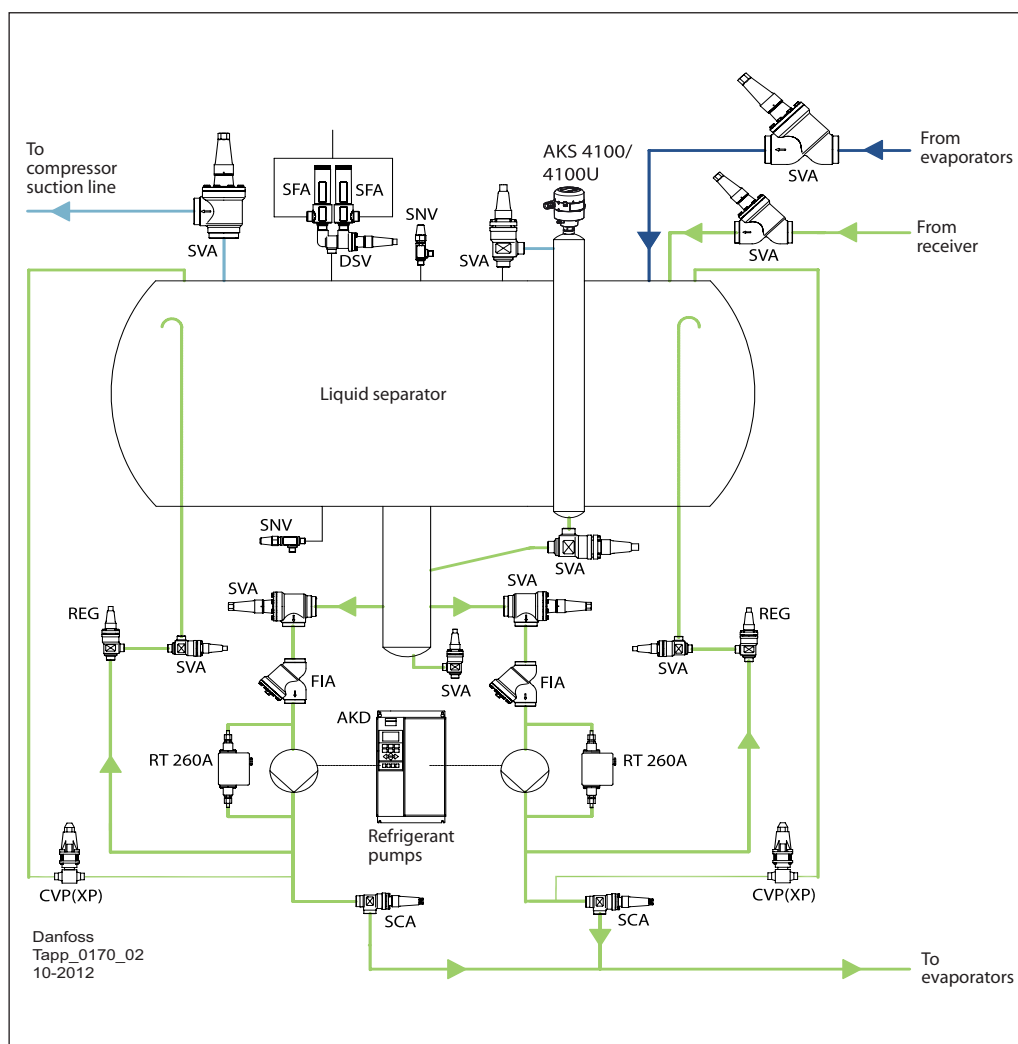 To
compressor
suction line
SVA
SFA
SFA
DSV
SNV
SVA
AKS 4100/
4100U
SVA
From
evaporators
SVA
From
receiver
Liquid separator
SNV
SVA
SVA
SVA
REG
SVA
FIA
SVA
FIA
SVA
REG
RT 260A
AKD
RT 260A
Refrigerant
pumps
CVP(XP)
SCA
SCA
CVP(XP)
Danfoss
Tapp_0170_02
10-2012
To
evaporators